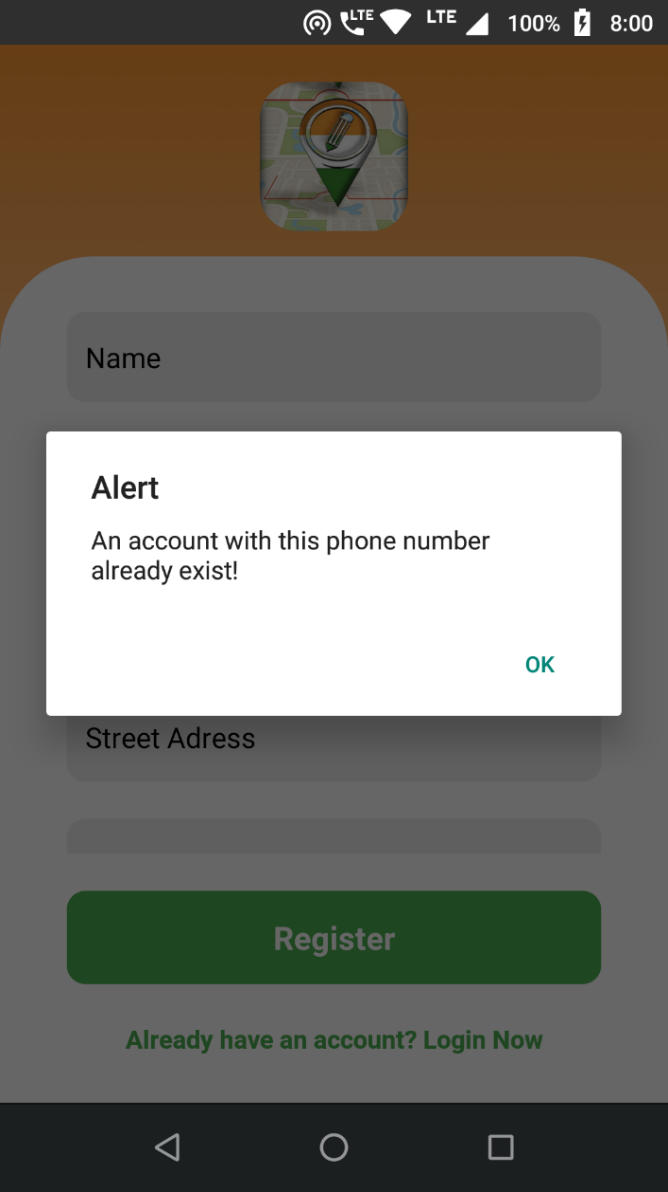 LTE LTE 100% 8:00
Name
Alert
An account with this phone number
already exist!
OK
Street Adress
Register
Already have an account? Login Now